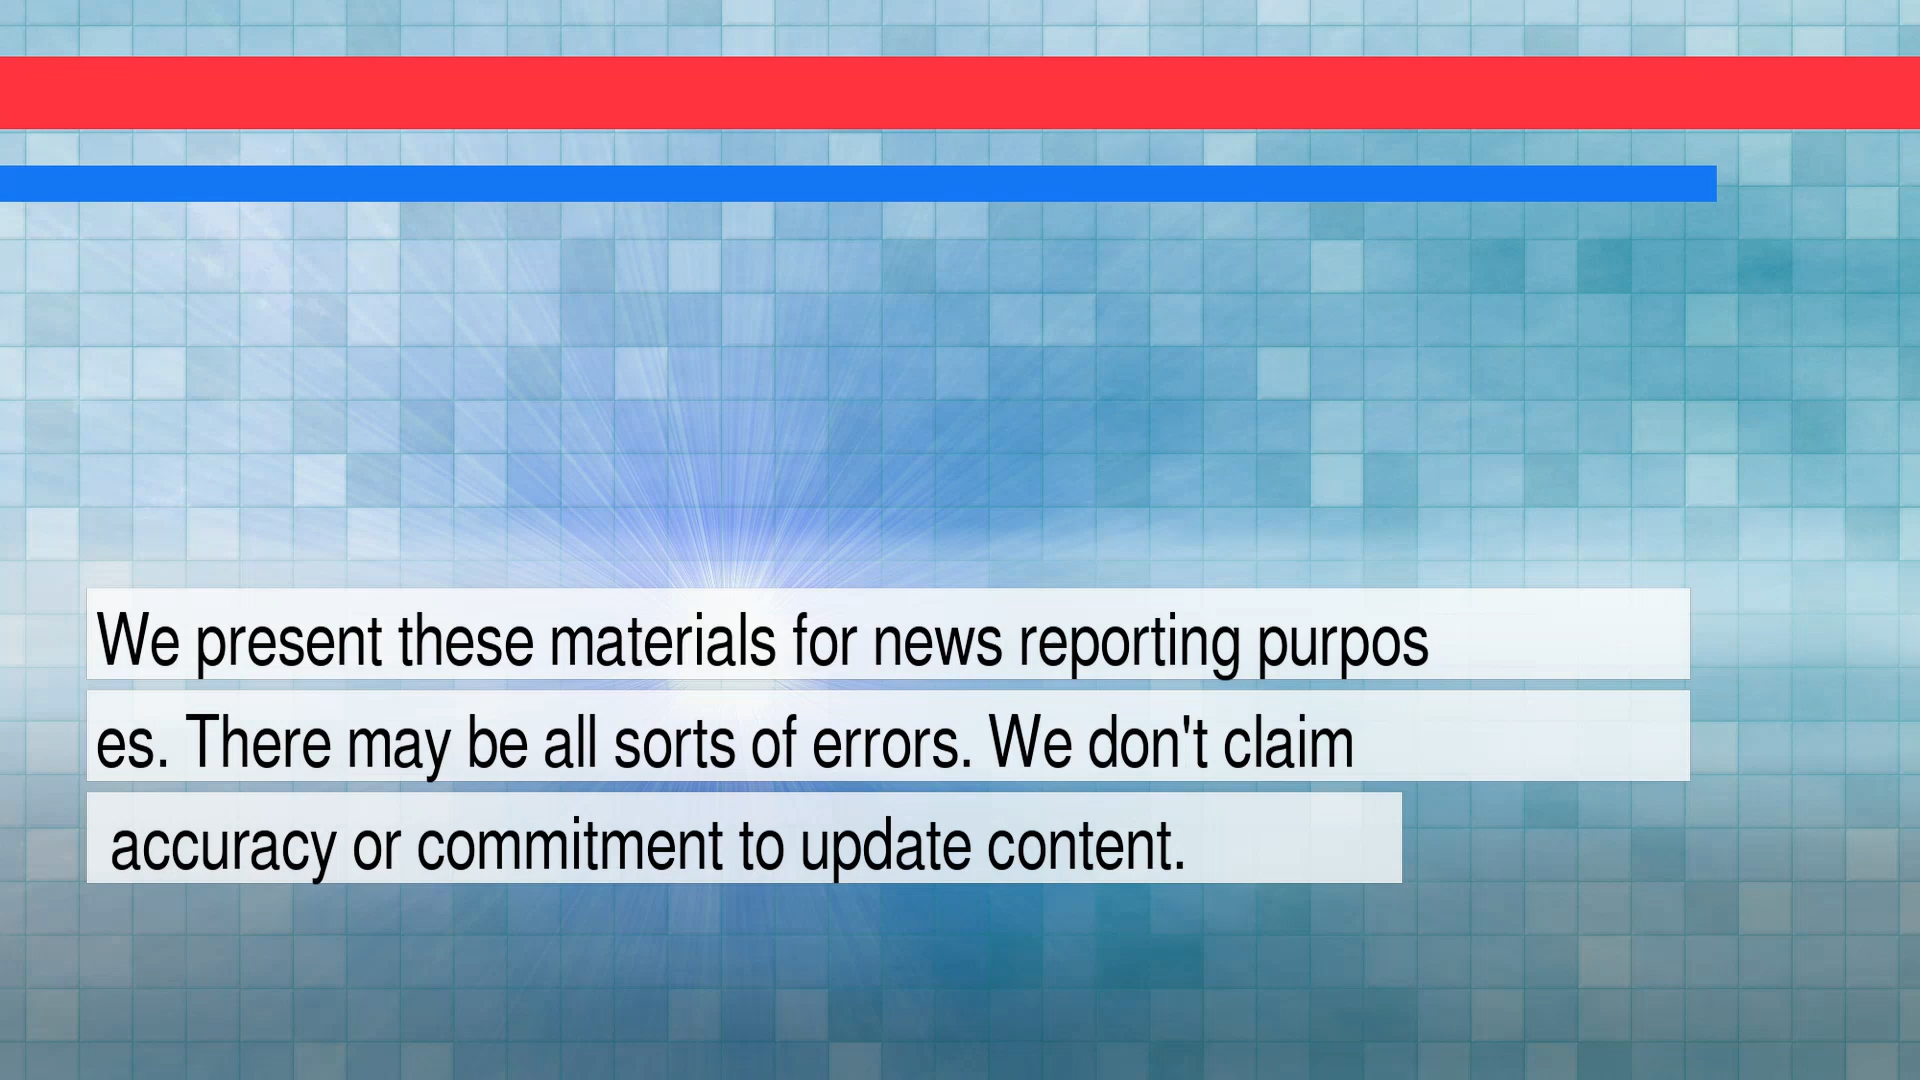 We present these materials for news reporting purpos
es. There may be all sorts of errors. We don't claim
accuracy or commitment to update content.